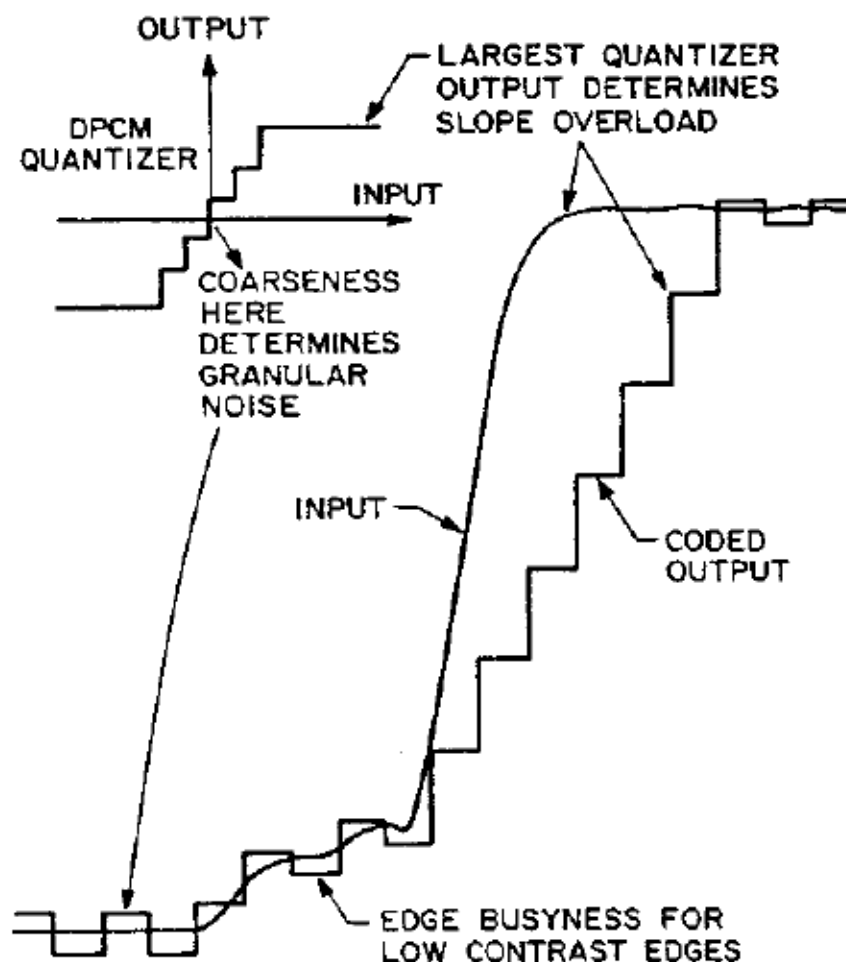 OUTPUT
LARGEST QUANTIZER
OUTPUT DETERMINES
SLOPE OVERLOAD
DPCM
QUANTIZER
INPUT
COARSENESS
HERE
DETERMINES
GRANULAR
NOISE
INPUT
CODED
OUTPUT
EDGE BUSYNESS FOR
LOW CONTRAST EDGES